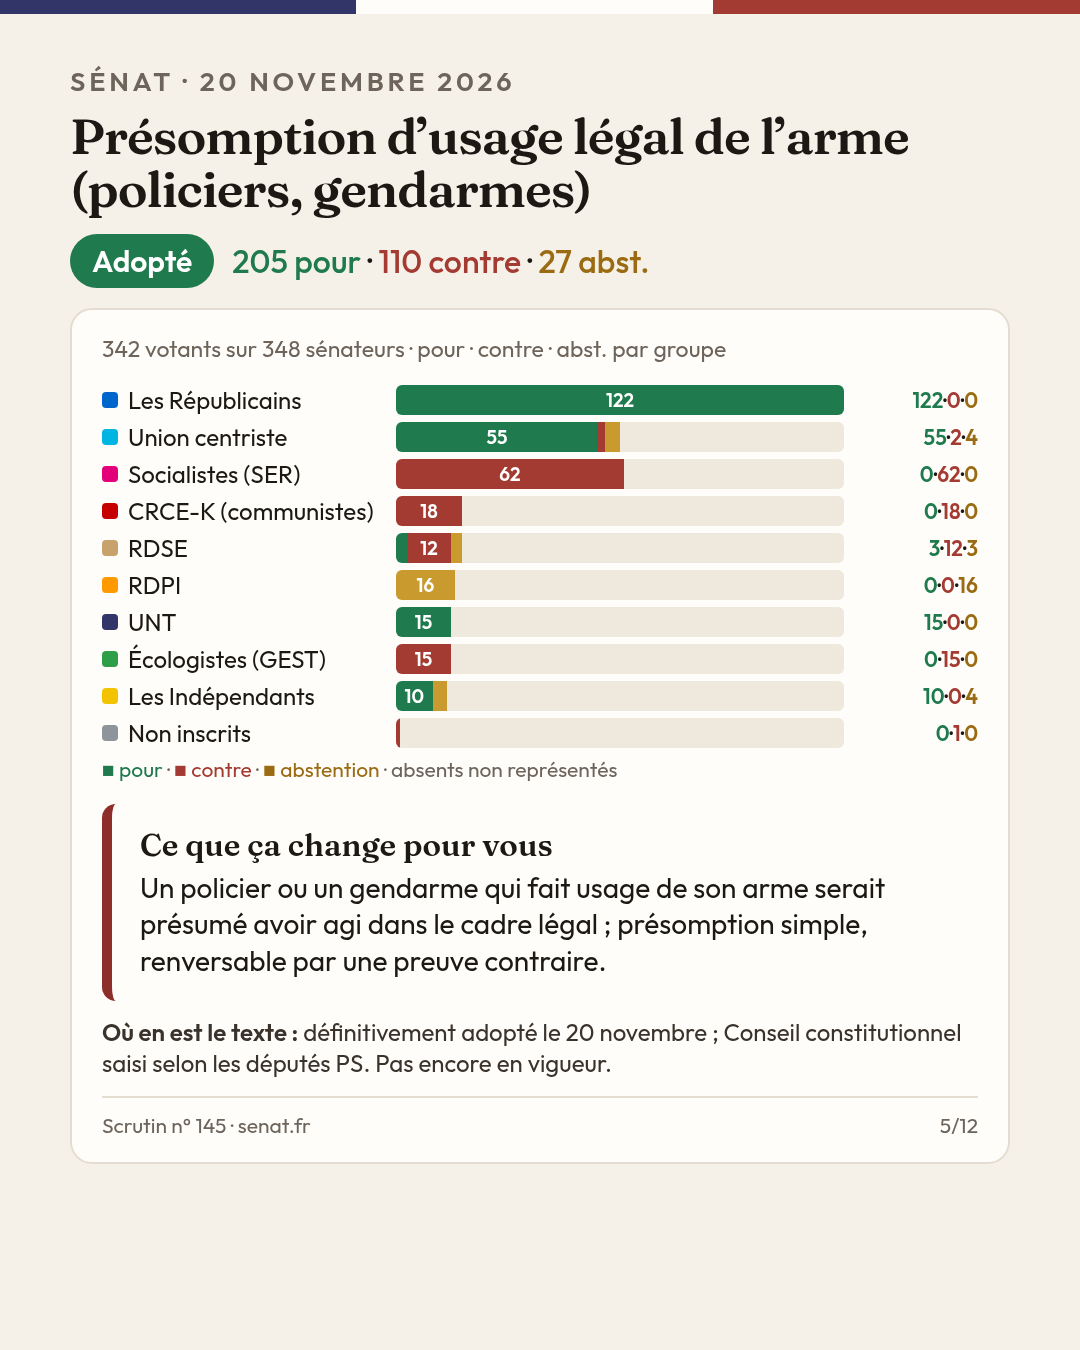 SÉNAT · 20 NOVEMBRE 2026
Présomption d’usage légal de l’arme
(policiers, gendarmes)
Adopté 205 pour · 110 contre · 27 abst.
342 votants sur 348 sénateurs · pour · contre · abst. par groupe
Les Républicains 122 122·0·0
Union centriste 55 55·2·4
Socialistes (SER) 62 0·62·0
CRCE-K (communistes) 18 0·18·0
RDSE 12 3·12·3
RDPI 16 0·0·16
UNT 15 15·0·0
Écologistes (GEST) 15 0·15·0
Les Indépendants 10 10·0·4
Non inscrits 0·1·0
■ pour · ■ contre · ■ abstention · absents non représentés
Ce que ça change pour vous
Un policier ou un gendarme qui fait usage de son arme serait
présumé avoir agi dans le cadre légal ; présomption simple,
renversable par une preuve contraire.
Où en est le texte : définitivement adopté le 20 novembre ; Conseil constitutionnel
saisi selon les députés PS. Pas encore en vigueur.
Scrutin n° 145 · senat.fr 5/12